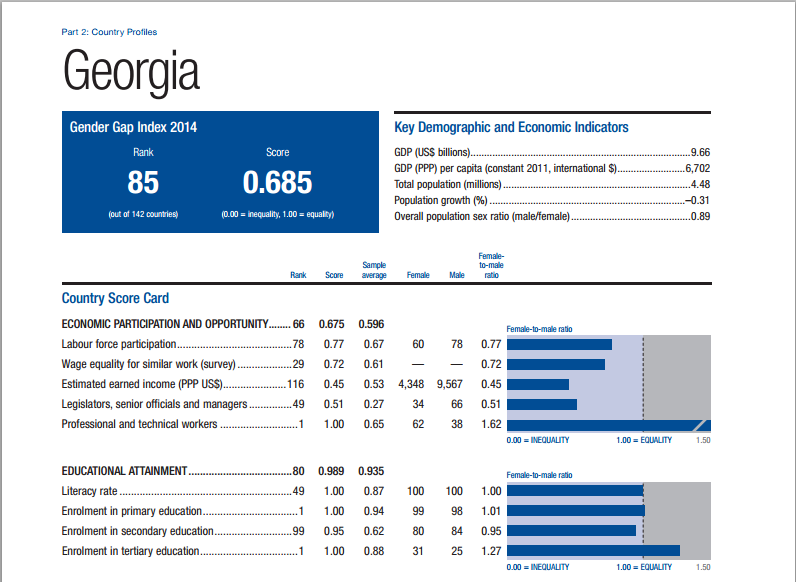 Part 2: Country Profiles
Georgia
Gender Gap Index 2014
Rank Score
85 0.685
(out of 142 countries) (0.00 = inequality, 1.00 = equality)
Key Demographic and Economic Indicators
GDP (US$ billions)....................9.66
GDP (PPP) per capita (constant 2011, international $)....................6,702
Total population (millions)....................4.48
Population growth (%)....................–0.31
Overall population sex ratio (male/female)....................0.89
Rank Score Sample average Female Male Female-to-male ratio
Country Score Card
ECONOMIC PARTICIPATION AND OPPORTUNITY........ 66 0.675 0.596
Female-to-male ratio
Labour force participation....................78 0.77 0.67 60 78 0.77
Wage equality for similar work (survey)....................29 0.72 0.61 — — 0.72
Estimated earned income (PPP US$)....................116 0.45 0.53 4,348 9,567 0.45
Legislators, senior officials and managers....................49 0.51 0.27 34 66 0.51
Professional and technical workers....................1 1.00 0.65 62 38 1.62
0.00 = INEQUALITY 1.00 = EQUALITY 1.50
EDUCATIONAL ATTAINMENT....................80 0.989 0.935
Female-to-male ratio
Literacy rate....................49 1.00 0.87 100 100 1.00
Enrolment in primary education....................1 1.00 0.94 99 98 1.01
Enrolment in secondary education....................99 0.95 0.62 80 84 0.95
Enrolment in tertiary education....................1 1.00 0.88 31 25 1.27
0.00 = INEQUALITY 1.00 = EQUALITY 1.50